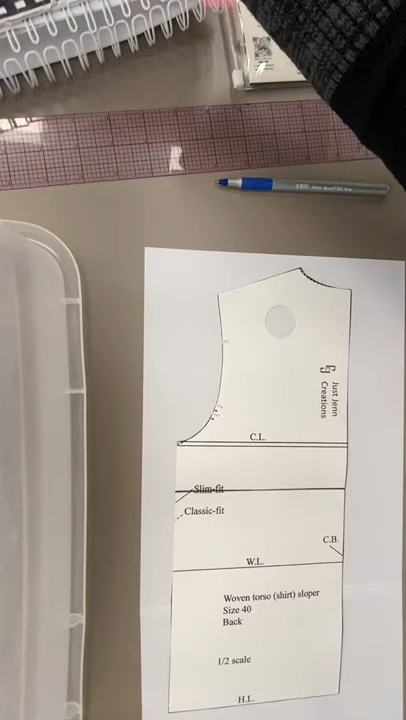 Just Jenn
Creations
C.L.
Slim-fit
Classic-fit
C.B.
W.L.
Woven torso (shirt) sloper
Size 40
Back
1/2 scale
H.L.